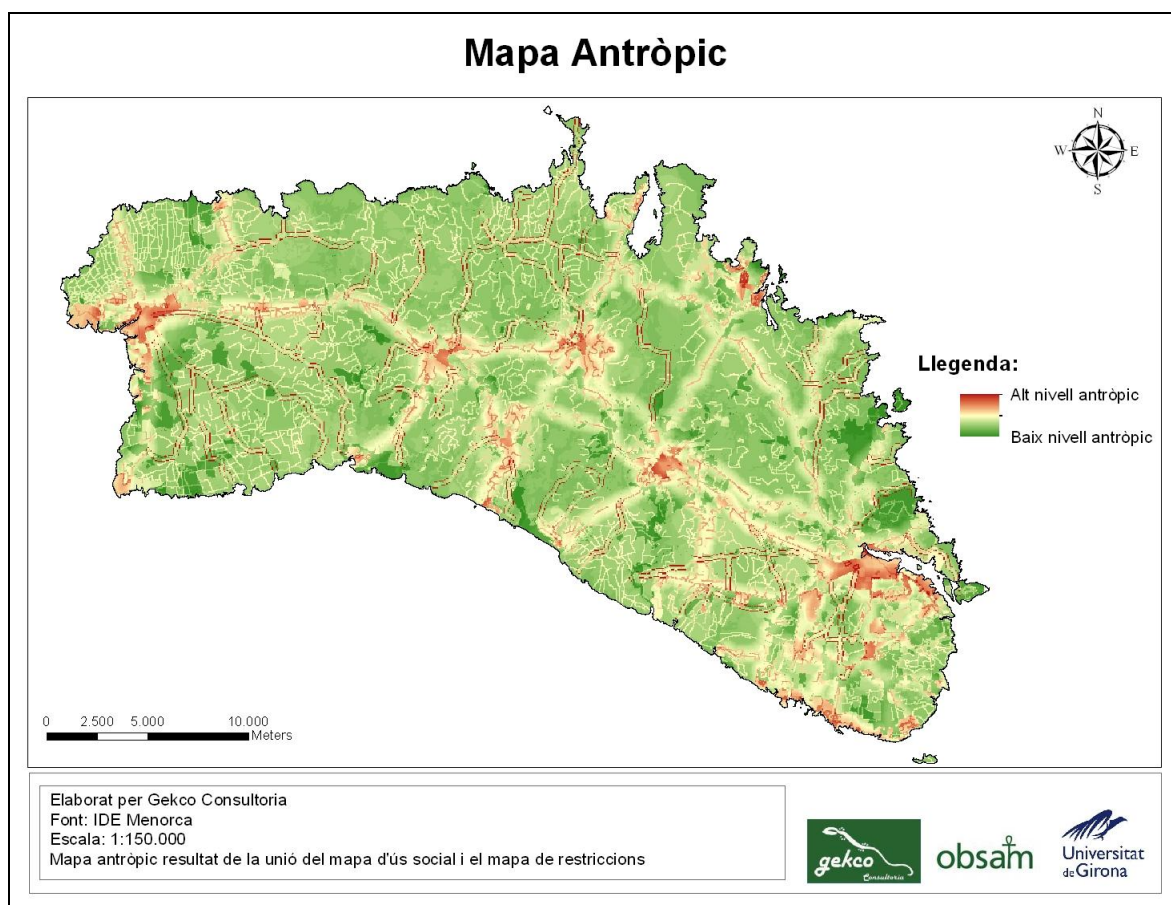 Mapa Antròpic
N
W E
S
Llegenda:
Alt nivell antròpic
Baix nivell antròpic
0 2.500 5.000 10.000
Meters
Elaborat per Gekco Consultoria
Font: IDE Menorca
Escala: 1:150.000
Mapa antròpic resultat de la unió del mapa d'ús social i el mapa de restriccions
gekco
Consultoria
obsam
Universitat
de Girona